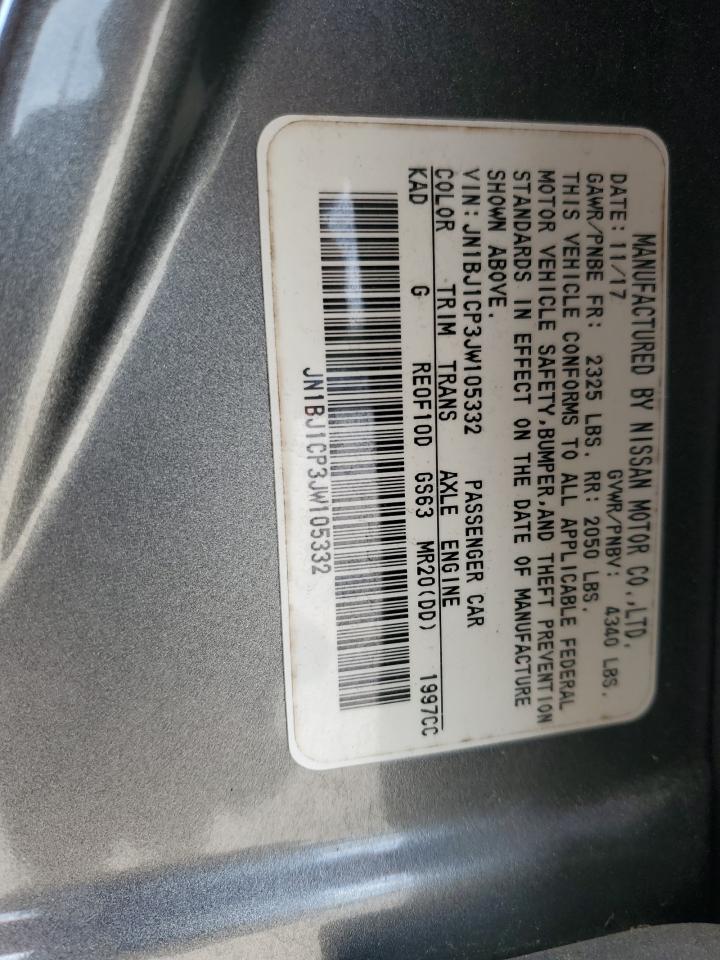 MANUFACTURED BY NISSAN MOTOR CO.,LTD.
DATE: 11/17 GVWR/PNBV: 4340 LBS.
GAWR/PNBE FR: 2325 LBS. RR: 2050 LBS.
THIS VEHICLE CONFORMS TO ALL APPLICABLE FEDERAL
MOTOR VEHICLE SAFETY,BUMPER,AND THEFT PREVENTION
STANDARDS IN EFFECT ON THE DATE OF MANUFACTURE
SHOWN ABOVE.
VIN:JN1BJ1CP3JW105332 PASSENGER CAR
COLOR TRIM TRANS AXLE ENGINE
KAD G RE0F10D GS63 MR20(DD) 1997CC
JN1BJ1CP3JW105332